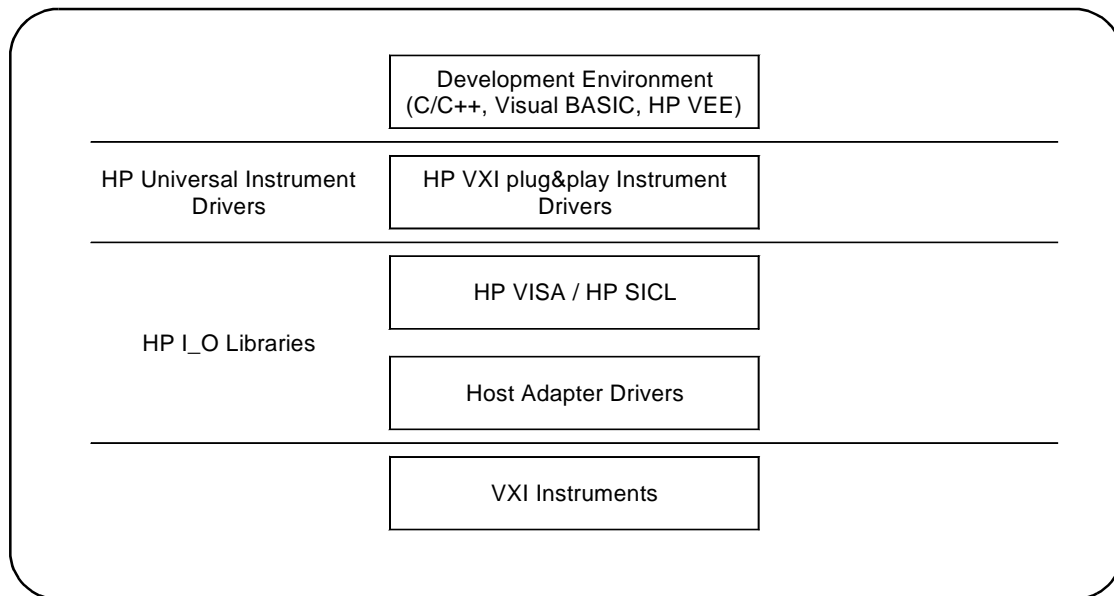 Development Environment
(C/C++, Visual BASIC, HP VEE)
HP Universal Instrument
Drivers
HP VXI plug&play Instrument
Drivers
HP VISA / HP SICL
HP I_O Libraries
Host Adapter Drivers
VXI Instruments